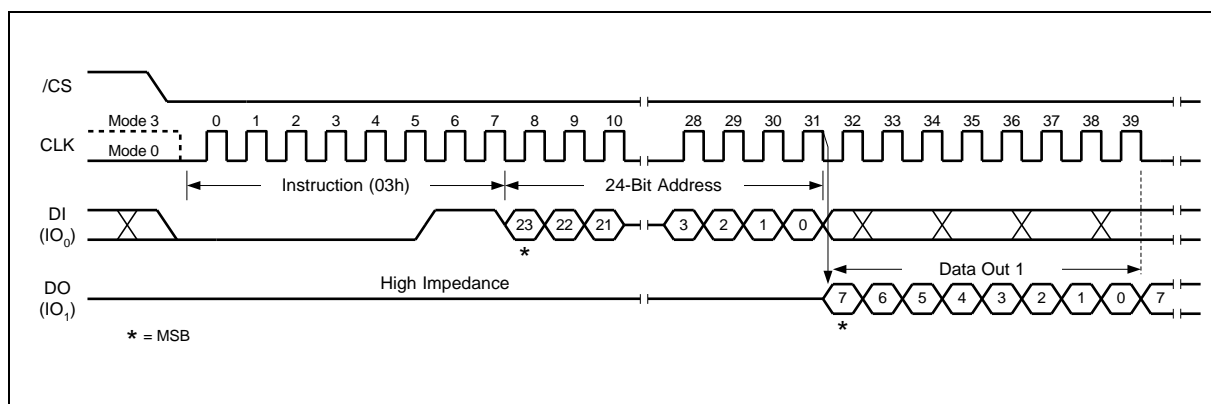 /CS
Mode 3
0 1 2 3 4 5 6 7 8 9 10 28 29 30 31 32 33 34 35 36 37 38 39
CLK
Mode 0
Instruction (03h) 24-Bit Address
DI
(IO0)
23 22 21 3 2 1 0
*
High Impedance
Data Out 1
DO
(IO1)
7 6 5 4 3 2 1 0 7
*
* = MSB